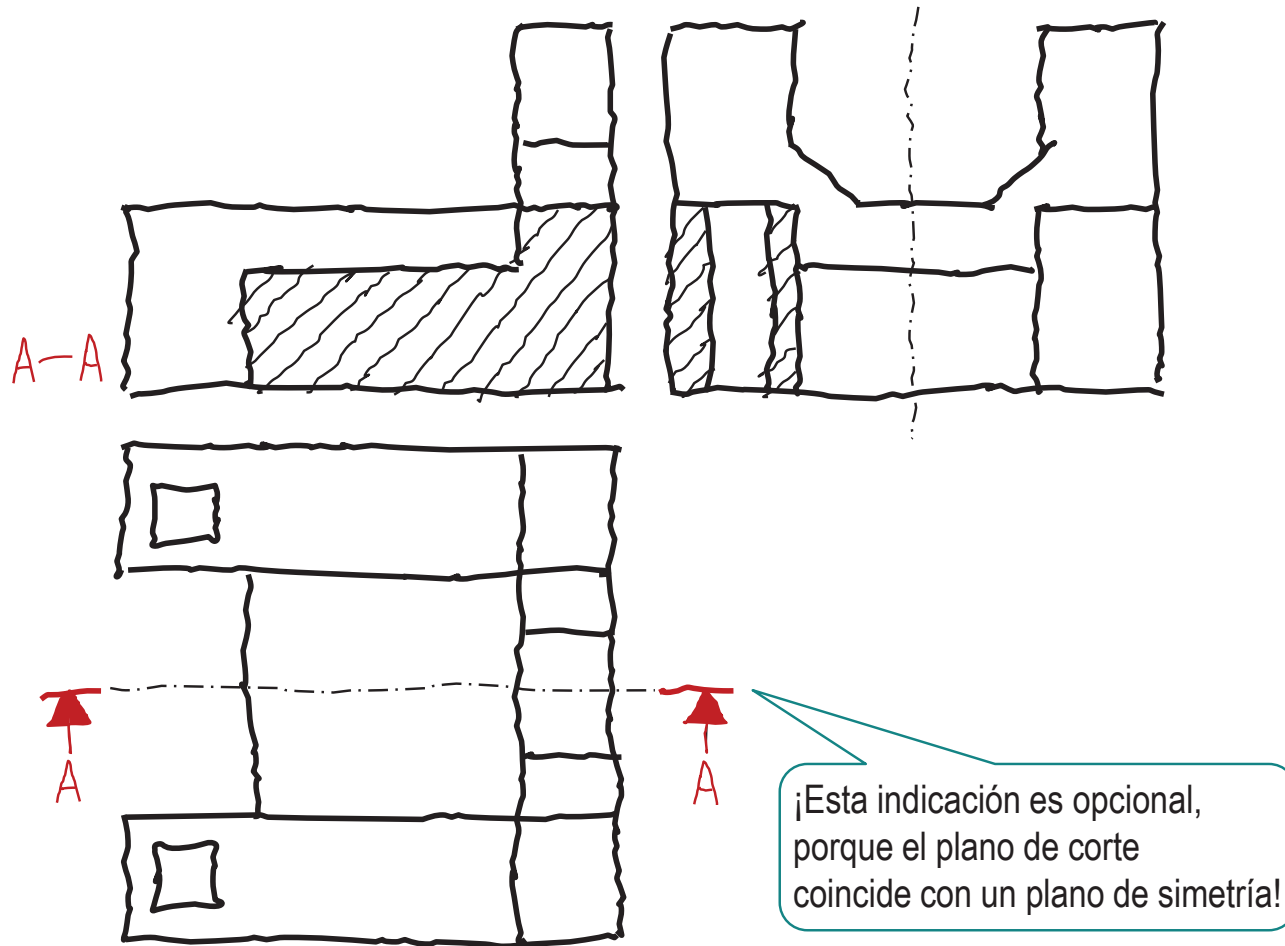 A-A
A
A
¡Esta indicación es opcional,
porque el plano de corte
coincide con un plano de simetría!